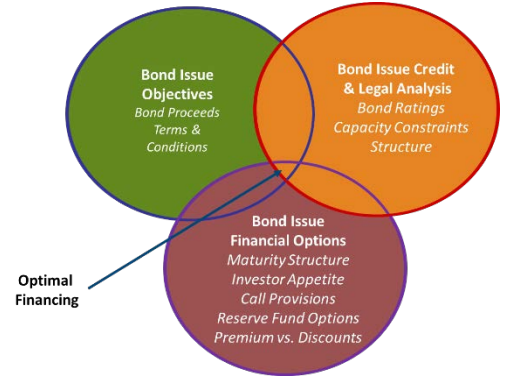 Bond Issue
Objectives
Bond Proceeds
Terms &
Conditions
Bond Issue Credit
& Legal Analysis
Bond Ratings
Capacity Constraints
Structure
Bond Issue
Financial Options
Maturity Structure
Investor Appetite
Call Provisions
Reserve Fund Options
Premium vs. Discounts
Optimal
Financing